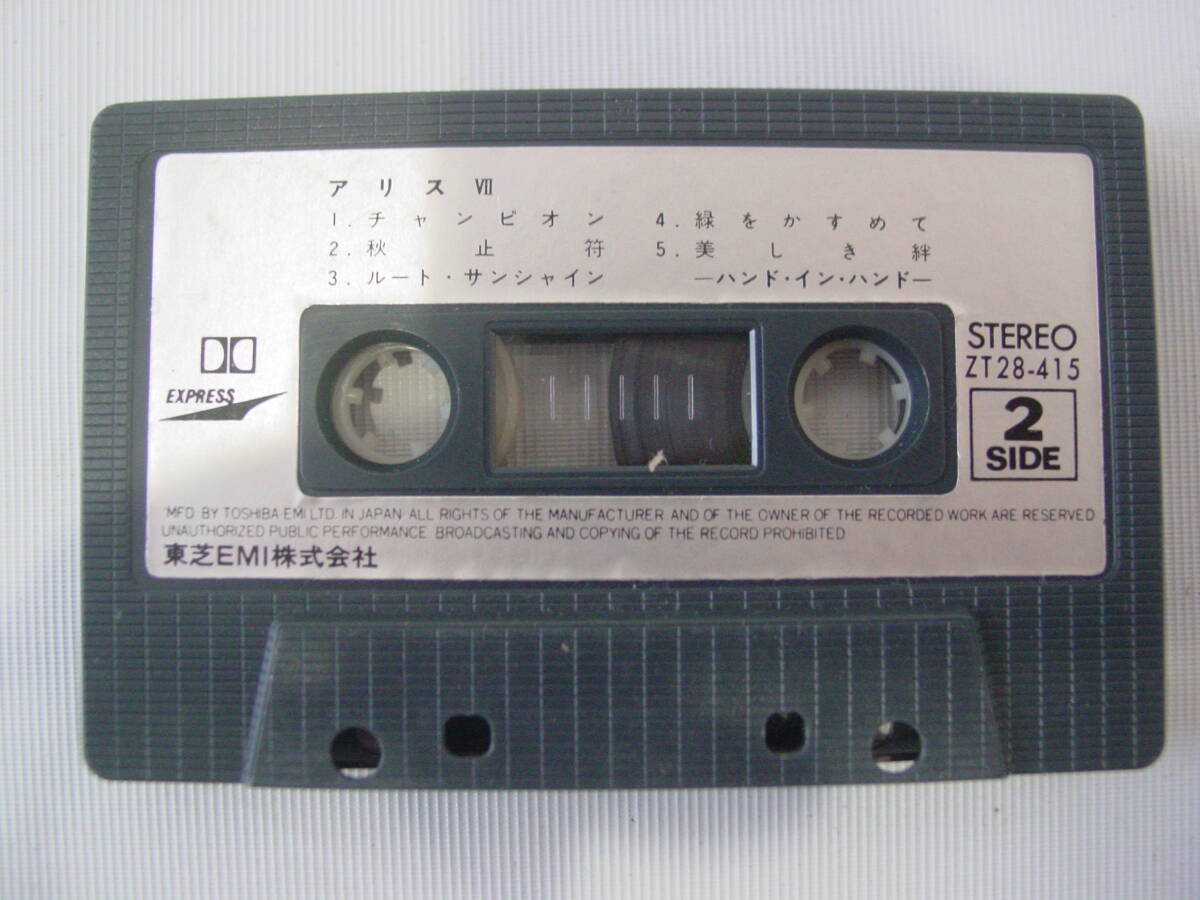 アリス VII
1. チャンピオン
2. 秋止符
3. ルート・サンシャイン
4. 緑をかすめて
5. 美しき絆
—ハンド・イン・ハンド—
EXPRESS
STEREO
ZT28-415
2
SIDE
MFD BY TOSHIBA-EMI LTD. IN JAPAN ALL RIGHTS OF THE MANUFACTURER AND OF THE OWNER OF THE RECORDED WORK ARE RESERVED
UNAUTHORIZED PUBLIC PERFORMANCE BROADCASTING AND COPYING OF THE RECORD PROHIBITED
東芝EMI株式会社